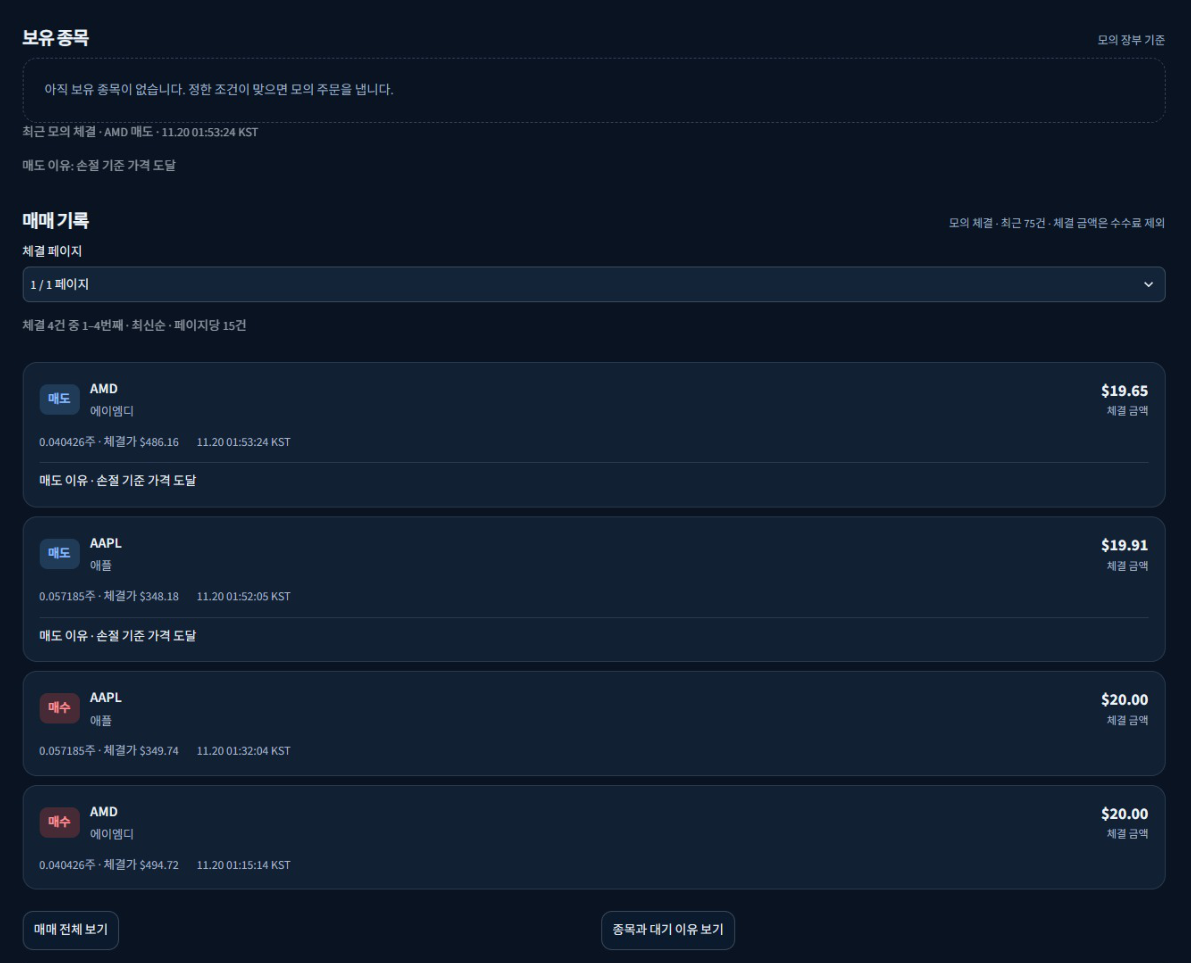 보유 종목
모의 장부 기준
아직 보유 종목이 없습니다. 정한 조건이 맞으면 모의 주문을 냅니다.
최근 모의 체결 · AMD 매도 · 11.20 01:53:24 KST
매도 이유: 손절 기준 가격 도달
매매 기록
모의 체결 · 최근 75건 · 체결 금액은 수수료 제외
체결 페이지
1 / 1 페이지
체결 4건 중 1–4번째 · 최신순 · 페이지당 15건
매도
AMD
$19.65
에이엠디
체결 금액
0.040426주 · 체결가 $486.16 11.20 01:53:24 KST
매도 이유 · 손절 기준 가격 도달
매도
AAPL
$19.91
애플
체결 금액
0.057185주 · 체결가 $348.18 11.20 01:52:05 KST
매도 이유 · 손절 기준 가격 도달
매수
AAPL
$20.00
애플
체결 금액
0.057185주 · 체결가 $349.74 11.20 01:32:04 KST
매수
AMD
$20.00
에이엠디
체결 금액
0.040426주 · 체결가 $494.72 11.20 01:15:14 KST
매매 전체 보기
종목과 대기 이유 보기